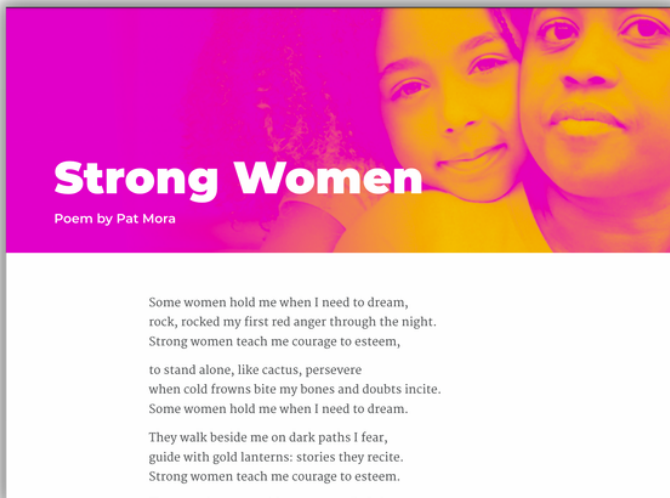 Strong Women
Poem by Pat Mora
Some women hold me when I need to dream,
rock, rocked my first red anger through the night.
Strong women teach me courage to esteem,
to stand alone, like cactus, persevere
when cold frowns bite my bones and doubts incite.
Some women hold me when I need to dream.
They walk beside me on dark paths I fear,
guide with gold lanterns: stories they recite.
Strong women teach me courage to esteem.